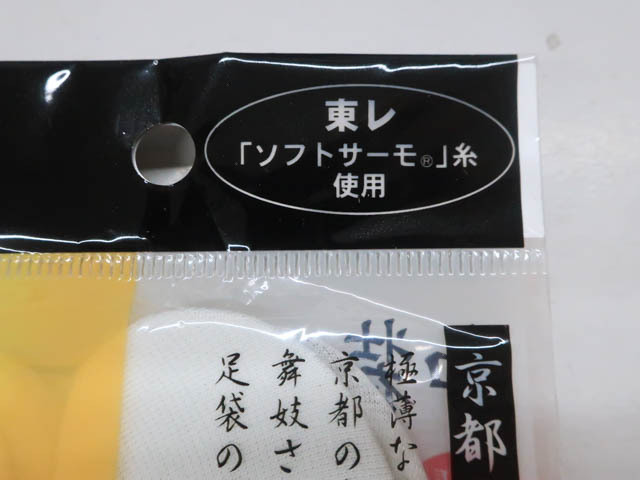 東レ
「ソフトサーモ®」糸
使用
京都
極薄な
京都の
舞妓さ
足袋の